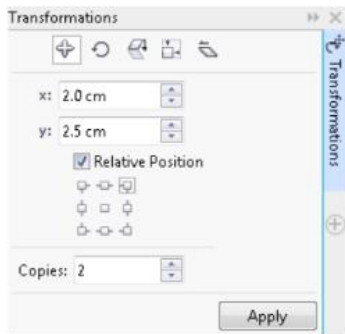 Transformations
x: 2.0 cm
y: 2.5 cm
Relative Position
Copies: 2
Apply
Transformations